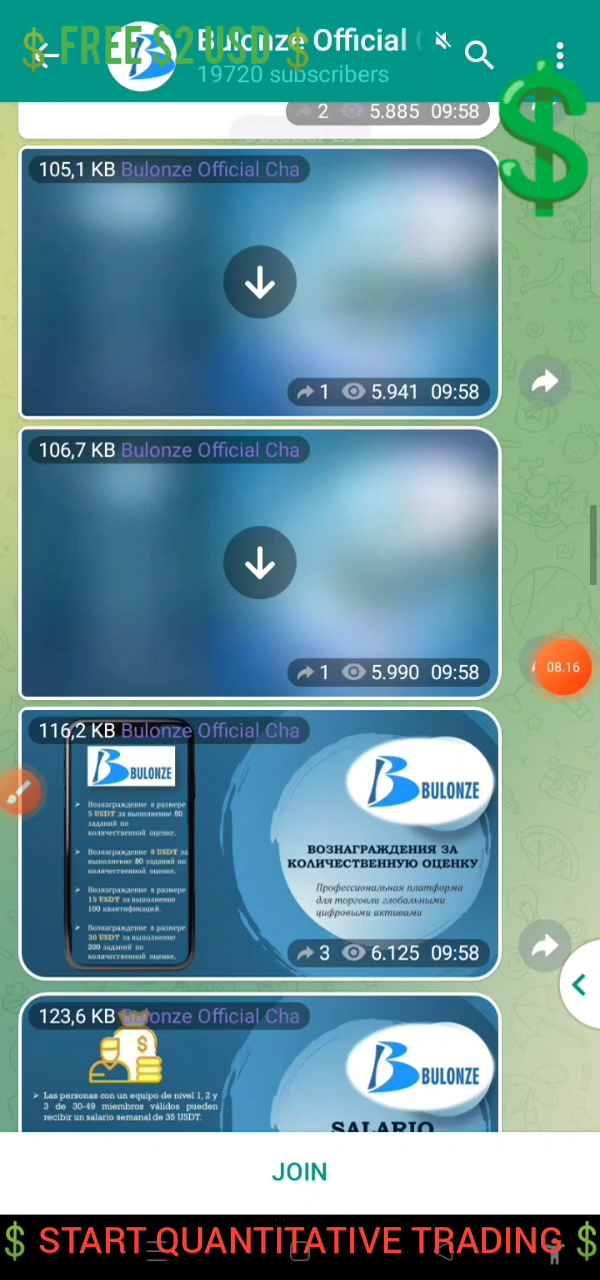 $ FREE $2 USD $
Bulonze Official (
19720 subscribers
2 5.885 09:58
105,1 KB Bulonze Official Cha
1 5.941 09:58
106,7 KB Bulonze Official Cha
1 5.990 09:58
08.16
116,2 KB Bulonze Official Cha
BULONZE
Вознаграждение в размере
5 USDT за выполнение 50
заданий по
количественной оценке.
Вознаграждение 8 USDT за
выполнение 80 заданий по
количественной оценке.
Вознаграждение в размере
15 USDT за выполнение
100 квантификаций.
Вознаграждение в размере
30 USDT за выполнение
200 заданий по
количественной оценке.
BULONZE
ВОЗНАГРАЖДЕНИЯ ЗА
КОЛИЧЕСТВЕННУЮ ОЦЕНКУ
Профессиональная платформа
для торговли глобальными
цифровыми активами
3 6.125 09:58
123,6 KB Bulonze Official Cha
Las personas con un equipo de nivel 1, 2 y
3 de 30-49 miembros válidos pueden
recibir un salario semanal de 35 USDT.
BULONZE
SALARIO
JOIN
$ START QUANTITATIVE TRADING $